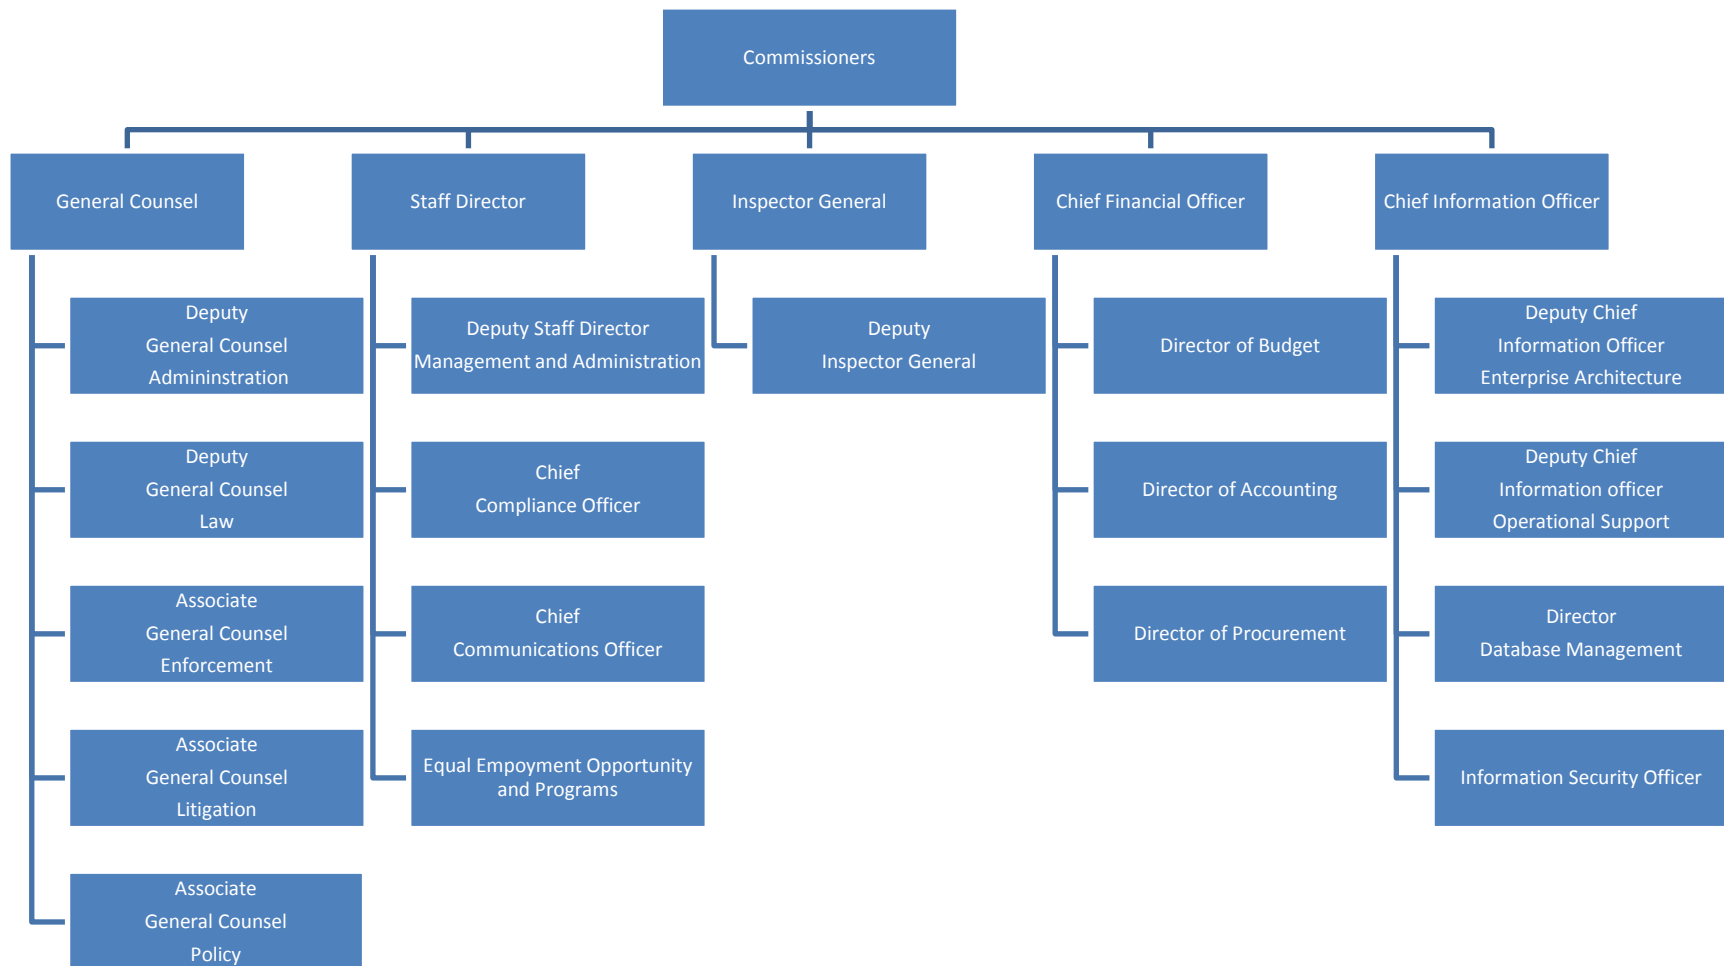 Commissioners
General Counsel
Staff Director
Inspector General
Chief Financial Officer
Chief Information Officer
Deputy
General Counsel
Admininstration
Deputy
General Counsel
Law
Associate
General Counsel
Enforcement
Associate
General Counsel
Litigation
Associate
General Counsel
Policy
Deputy Staff Director
Management and Administration
Chief
Compliance Officer
Chief
Communications Officer
Equal Empoyment Opportunity
and Programs
Deputy
Inspector General
Director of Budget
Director of Accounting
Director of Procurement
Deputy Chief
Information Officer
Enterprise Architecture
Deputy Chief
Information officer
Operational Support
Director
Database Management
Information Security Officer